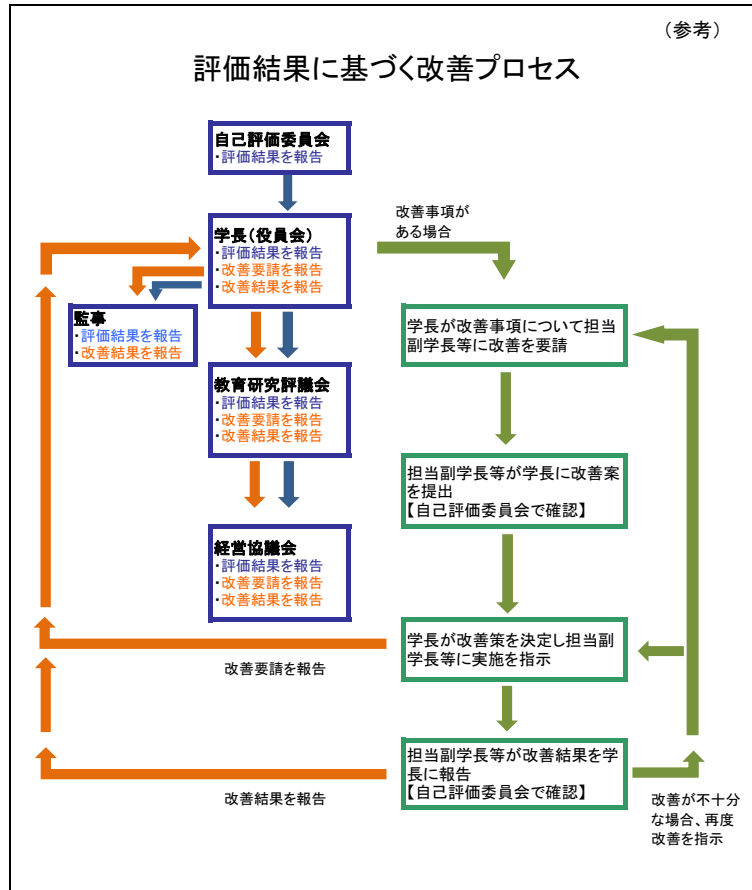 （参考）
評価結果に基づく改善プロセス
自己評価委員会
・評価結果を報告
学長（役員会）
・評価結果を報告
・改善要請を報告
・改善結果を報告
監事
・評価結果を報告
・改善結果を報告
教育研究評議会
・評価結果を報告
・改善要請を報告
・改善結果を報告
経営協議会
・評価結果を報告
・改善要請を報告
・改善結果を報告
改善事項が
ある場合
学長が改善事項について担当
副学長等に改善を要請
担当副学長等が学長に改善案
を提出
【自己評価委員会で確認】
学長が改善策を決定し担当副
学長等に実施を指示
改善要請を報告
担当副学長等が改善結果を学
長に報告
【自己評価委員会で確認】
改善結果を報告
改善が不十分
な場合、再度
改善を指示